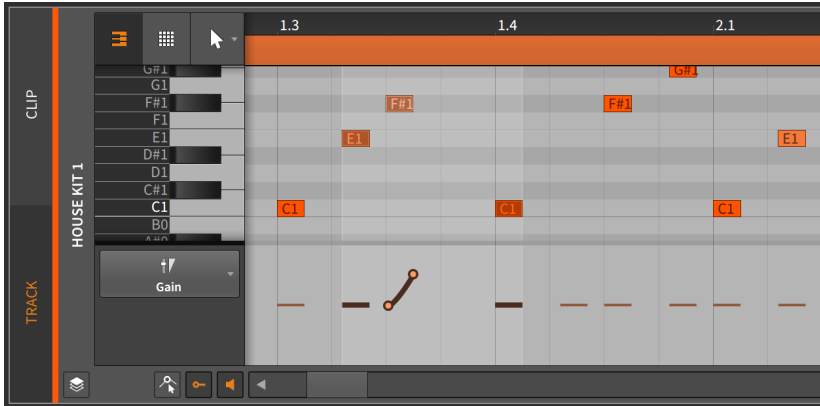 1.3 1.4 2.1
CLIP
TRACK
HOUSE KIT 1
G#1 G#1
G1
F#1 F#1 F#1
F1
E1 E1 E1
D#1
D1
C#1
C1 C1 C1 C1
B0
A#0
Gain